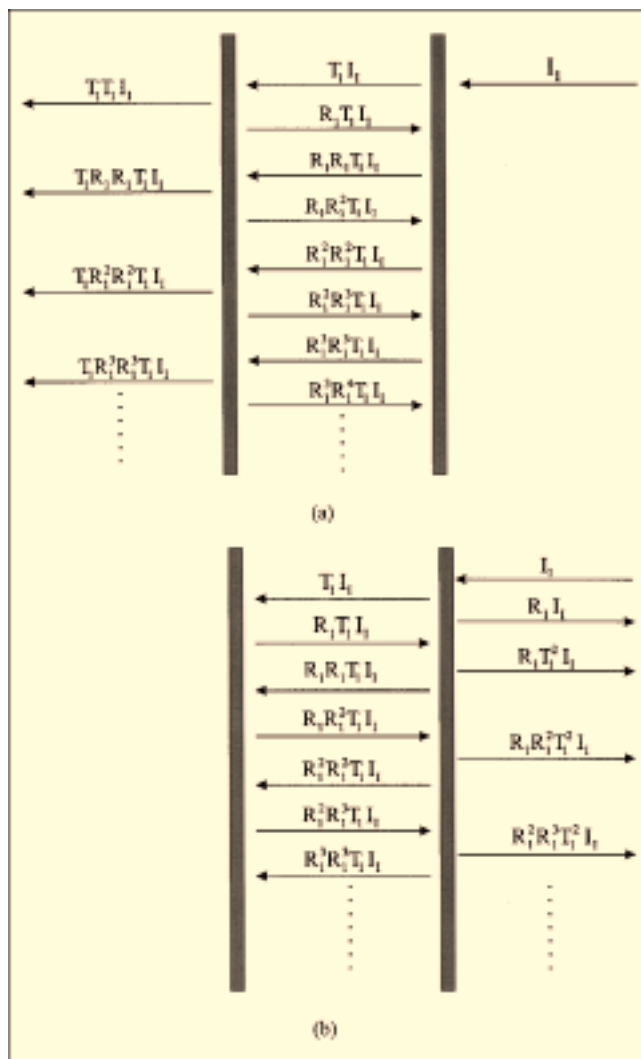 T₁I₁
I₁
T₁T₁I₁
R₁T₁I₁
R₁R₁T₁I₁
T₁R₁R₁T₁I₁
R₁R₁²T₁I₁
R₁²R₁²T₁I₁
T₁R₁²R₁²T₁I₁
R₁²R₁³T₁I₁
R₁³R₁³T₁I₁
T₁R₁³R₁³T₁I₁
R₁³R₁⁴T₁I₁
(a)
I₁
T₁I₁
R₁I₁
R₁T₁I₁
R₁T₁²I₁
R₁R₁T₁I₁
R₁R₁²T₁I₁
R₁R₁²T₁²I₁
R₁²R₁²T₁I₁
R₁²R₁³T₁I₁
R₁²R₁³T₁²I₁
R₁³R₁³T₁I₁
(b)